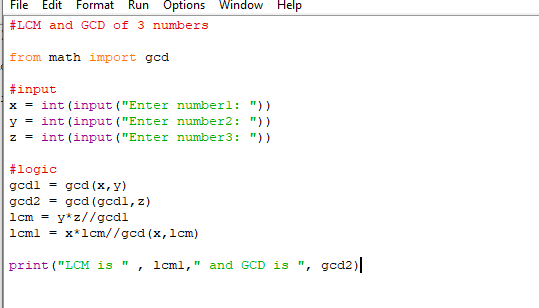 File Edit Format Run Options Window Help
#LCM and GCD of 3 numbers
from math import gcd
#input
x = int(input("Enter number1: "))
y = int(input("Enter number2: "))
z = int(input("Enter number3: "))
#logic
gcd1 = gcd(x,y)
gcd2 = gcd(gcd1,z)
lcm = y*z//gcd1
lcm1 = x*lcm//gcd(x,lcm)
print("LCM is " , lcm1," and GCD is ", gcd2)